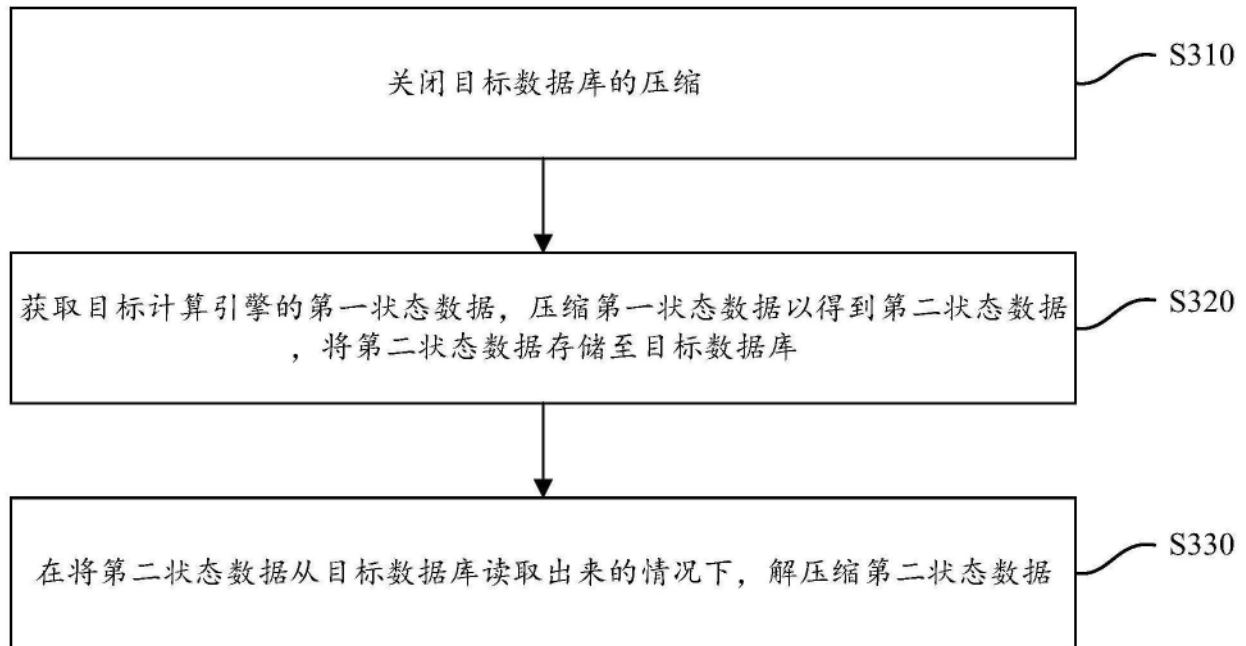 关闭目标数据库的压缩
S310
获取目标计算引擎的第一状态数据，压缩第一状态数据以得到第二状态数据
，将第二状态数据存储至目标数据库
S320
在将第二状态数据从目标数据库读取出来的情况下，解压缩第二状态数据
S330